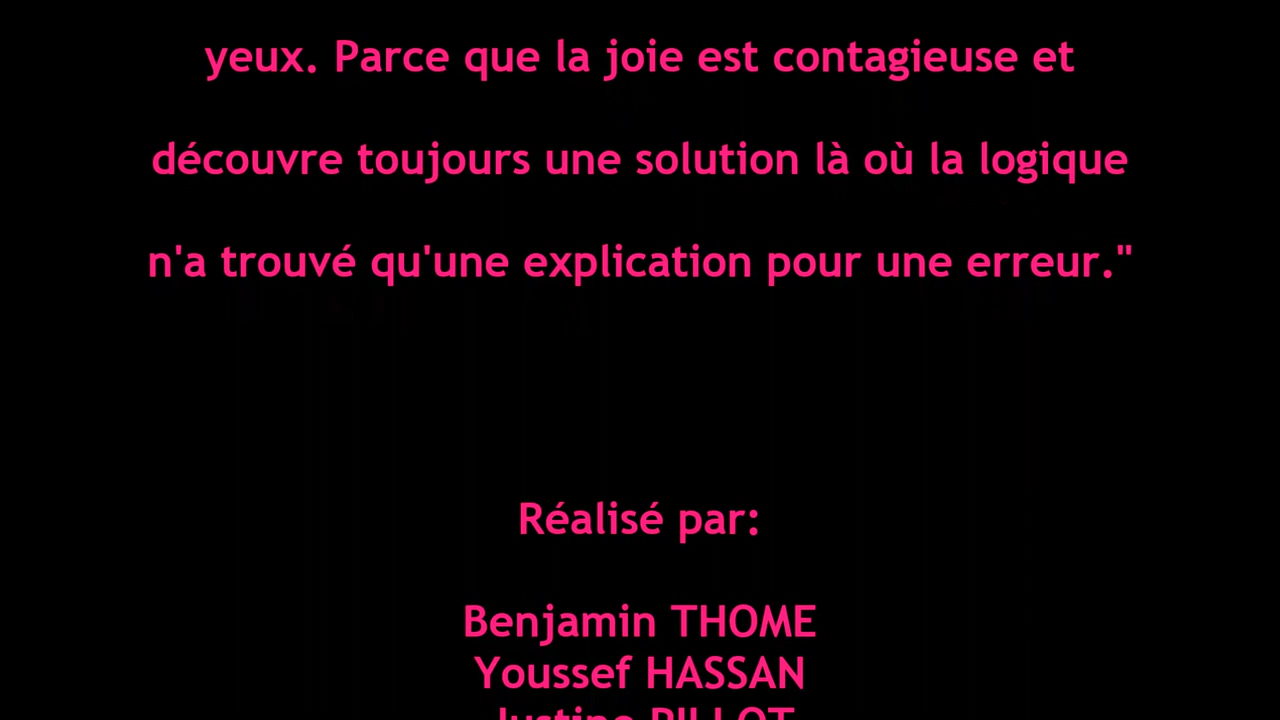 yeux. Parce que la joie est contagieuse et
découvre toujours une solution là où la logique
n'a trouvé qu'une explication pour une erreur."
Réalisé par:
Benjamin THOME
Youssef HASSAN